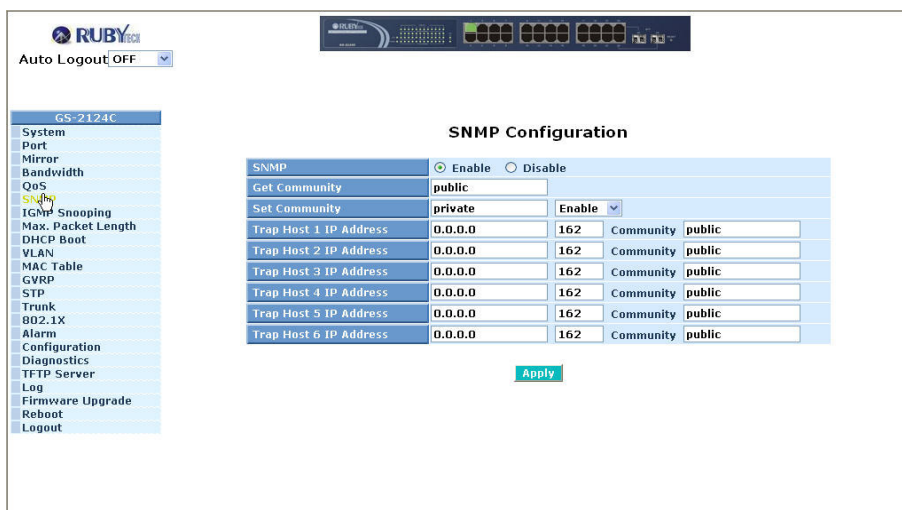 RUBYTECH
Auto Logout OFF
GS-2124C
System
Port
Mirror
Bandwidth
QoS
SNMP
IGMP Snooping
Max. Packet Length
DHCP Boot
VLAN
MAC Table
GVRP
STP
Trunk
802.1X
Alarm
Configuration
Diagnostics
TFTP Server
Log
Firmware Upgrade
Reboot
Logout
SNMP Configuration
SNMP Enable Disable
Get Community public
Set Community private Enable
Trap Host 1 IP Address 0.0.0.0 162 Community public
Trap Host 2 IP Address 0.0.0.0 162 Community public
Trap Host 3 IP Address 0.0.0.0 162 Community public
Trap Host 4 IP Address 0.0.0.0 162 Community public
Trap Host 5 IP Address 0.0.0.0 162 Community public
Trap Host 6 IP Address 0.0.0.0 162 Community public
Apply